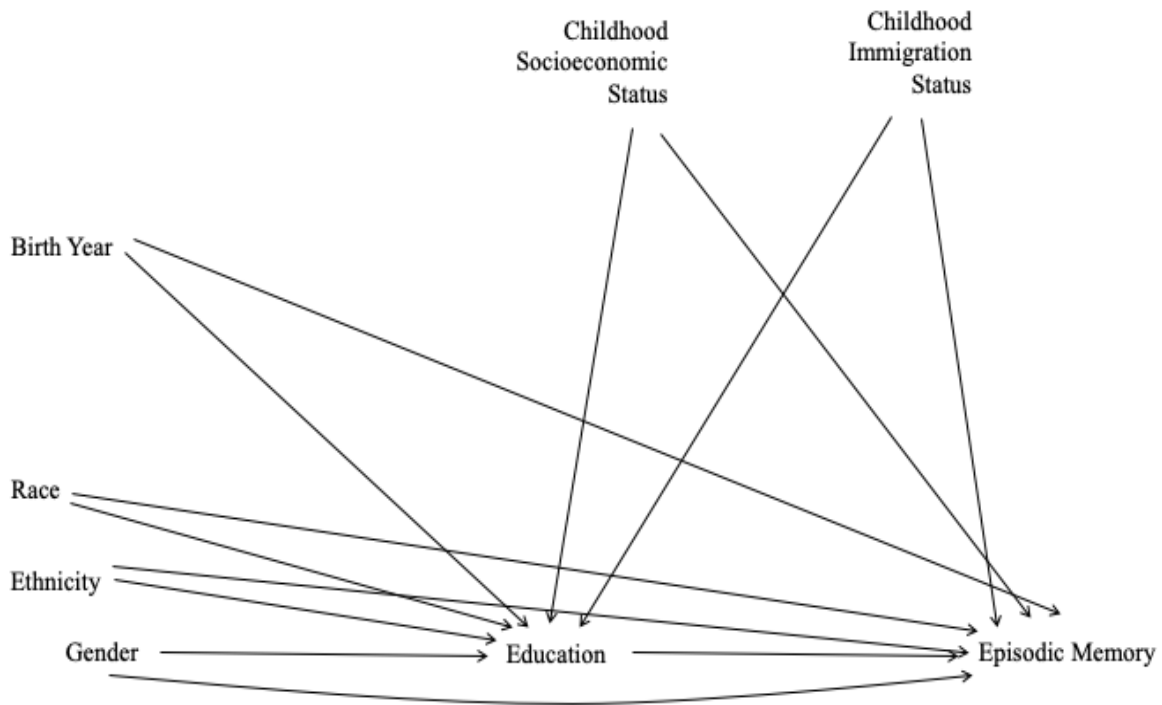 Childhood
Socioeconomic
Status
Childhood
Immigration
Status
Birth Year
Race
Ethnicity
Gender
Education
Episodic Memory